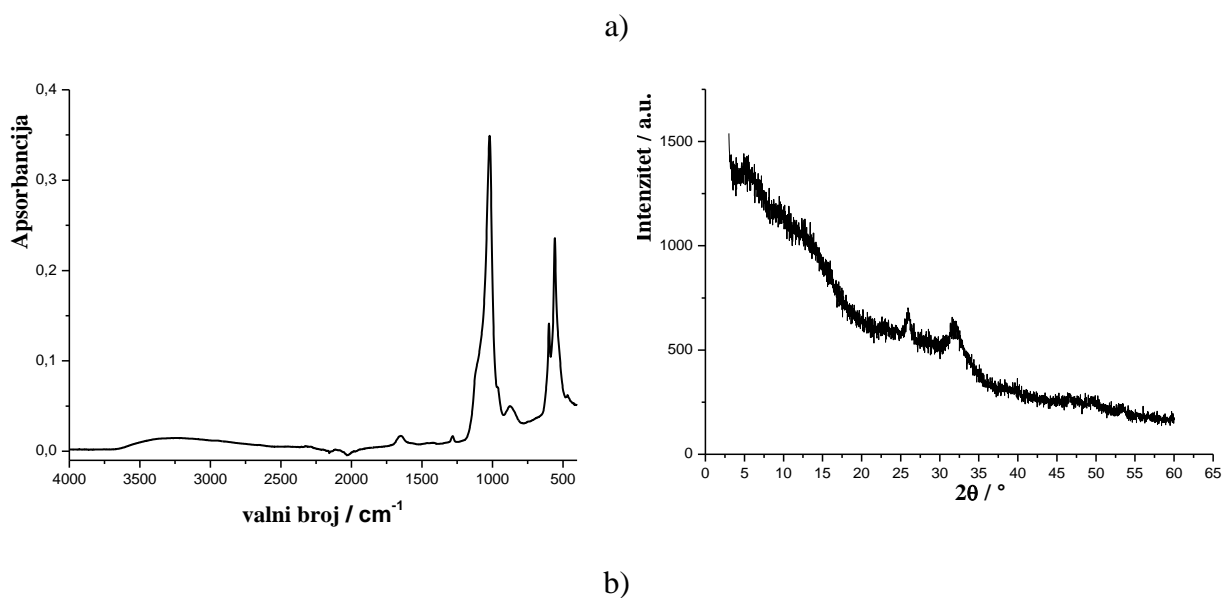 a)
0,4
0,3
0,2
0,1
0,0
Apsorbancija
4000 3500 3000 2500 2000 1500 1000 500
valni broj / cm⁻¹
1500
1000
500
0
Intenzitet / a.u.
0 5 10 15 20 25 30 35 40 45 50 55 60 65
2θ / °
b)